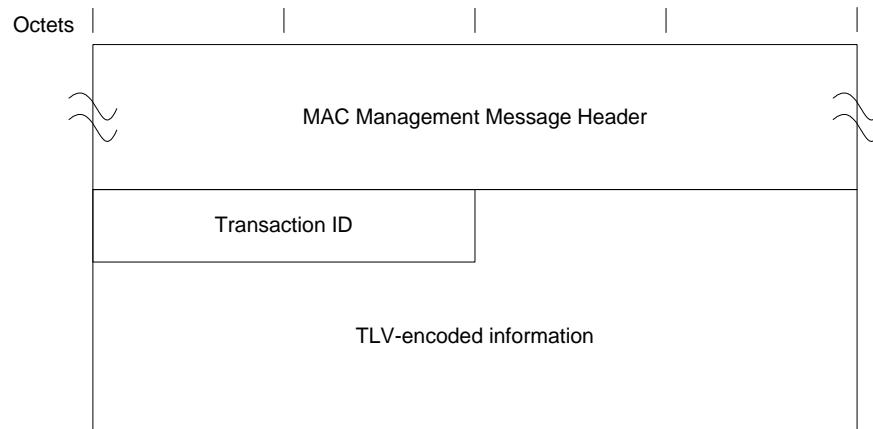 Octets
MAC Management Message Header
Transaction ID
TLV-encoded information